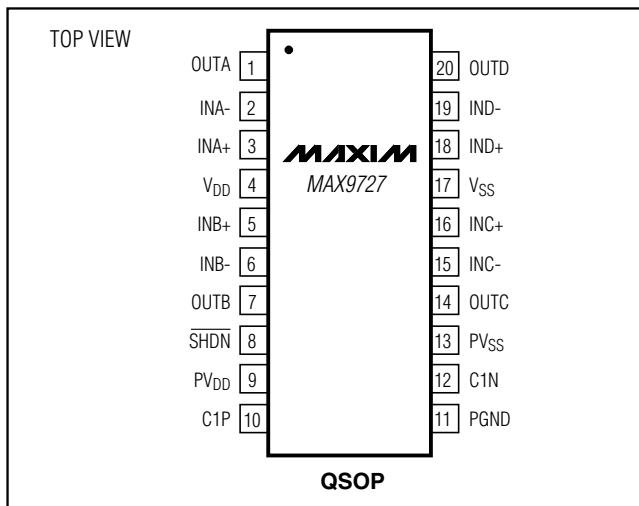 TOP VIEW
OUTA 1
INA- 2
INA+ 3
VDD 4
INB+ 5
INB- 6
OUTB 7
SHDN 8
PVDD 9
C1P 10
MAXIM
MAX9727
20 OUTD
19 IND-
18 IND+
17 VSS
16 INC+
15 INC-
14 OUTC
13 PVSS
12 C1N
11 PGND
QSOP